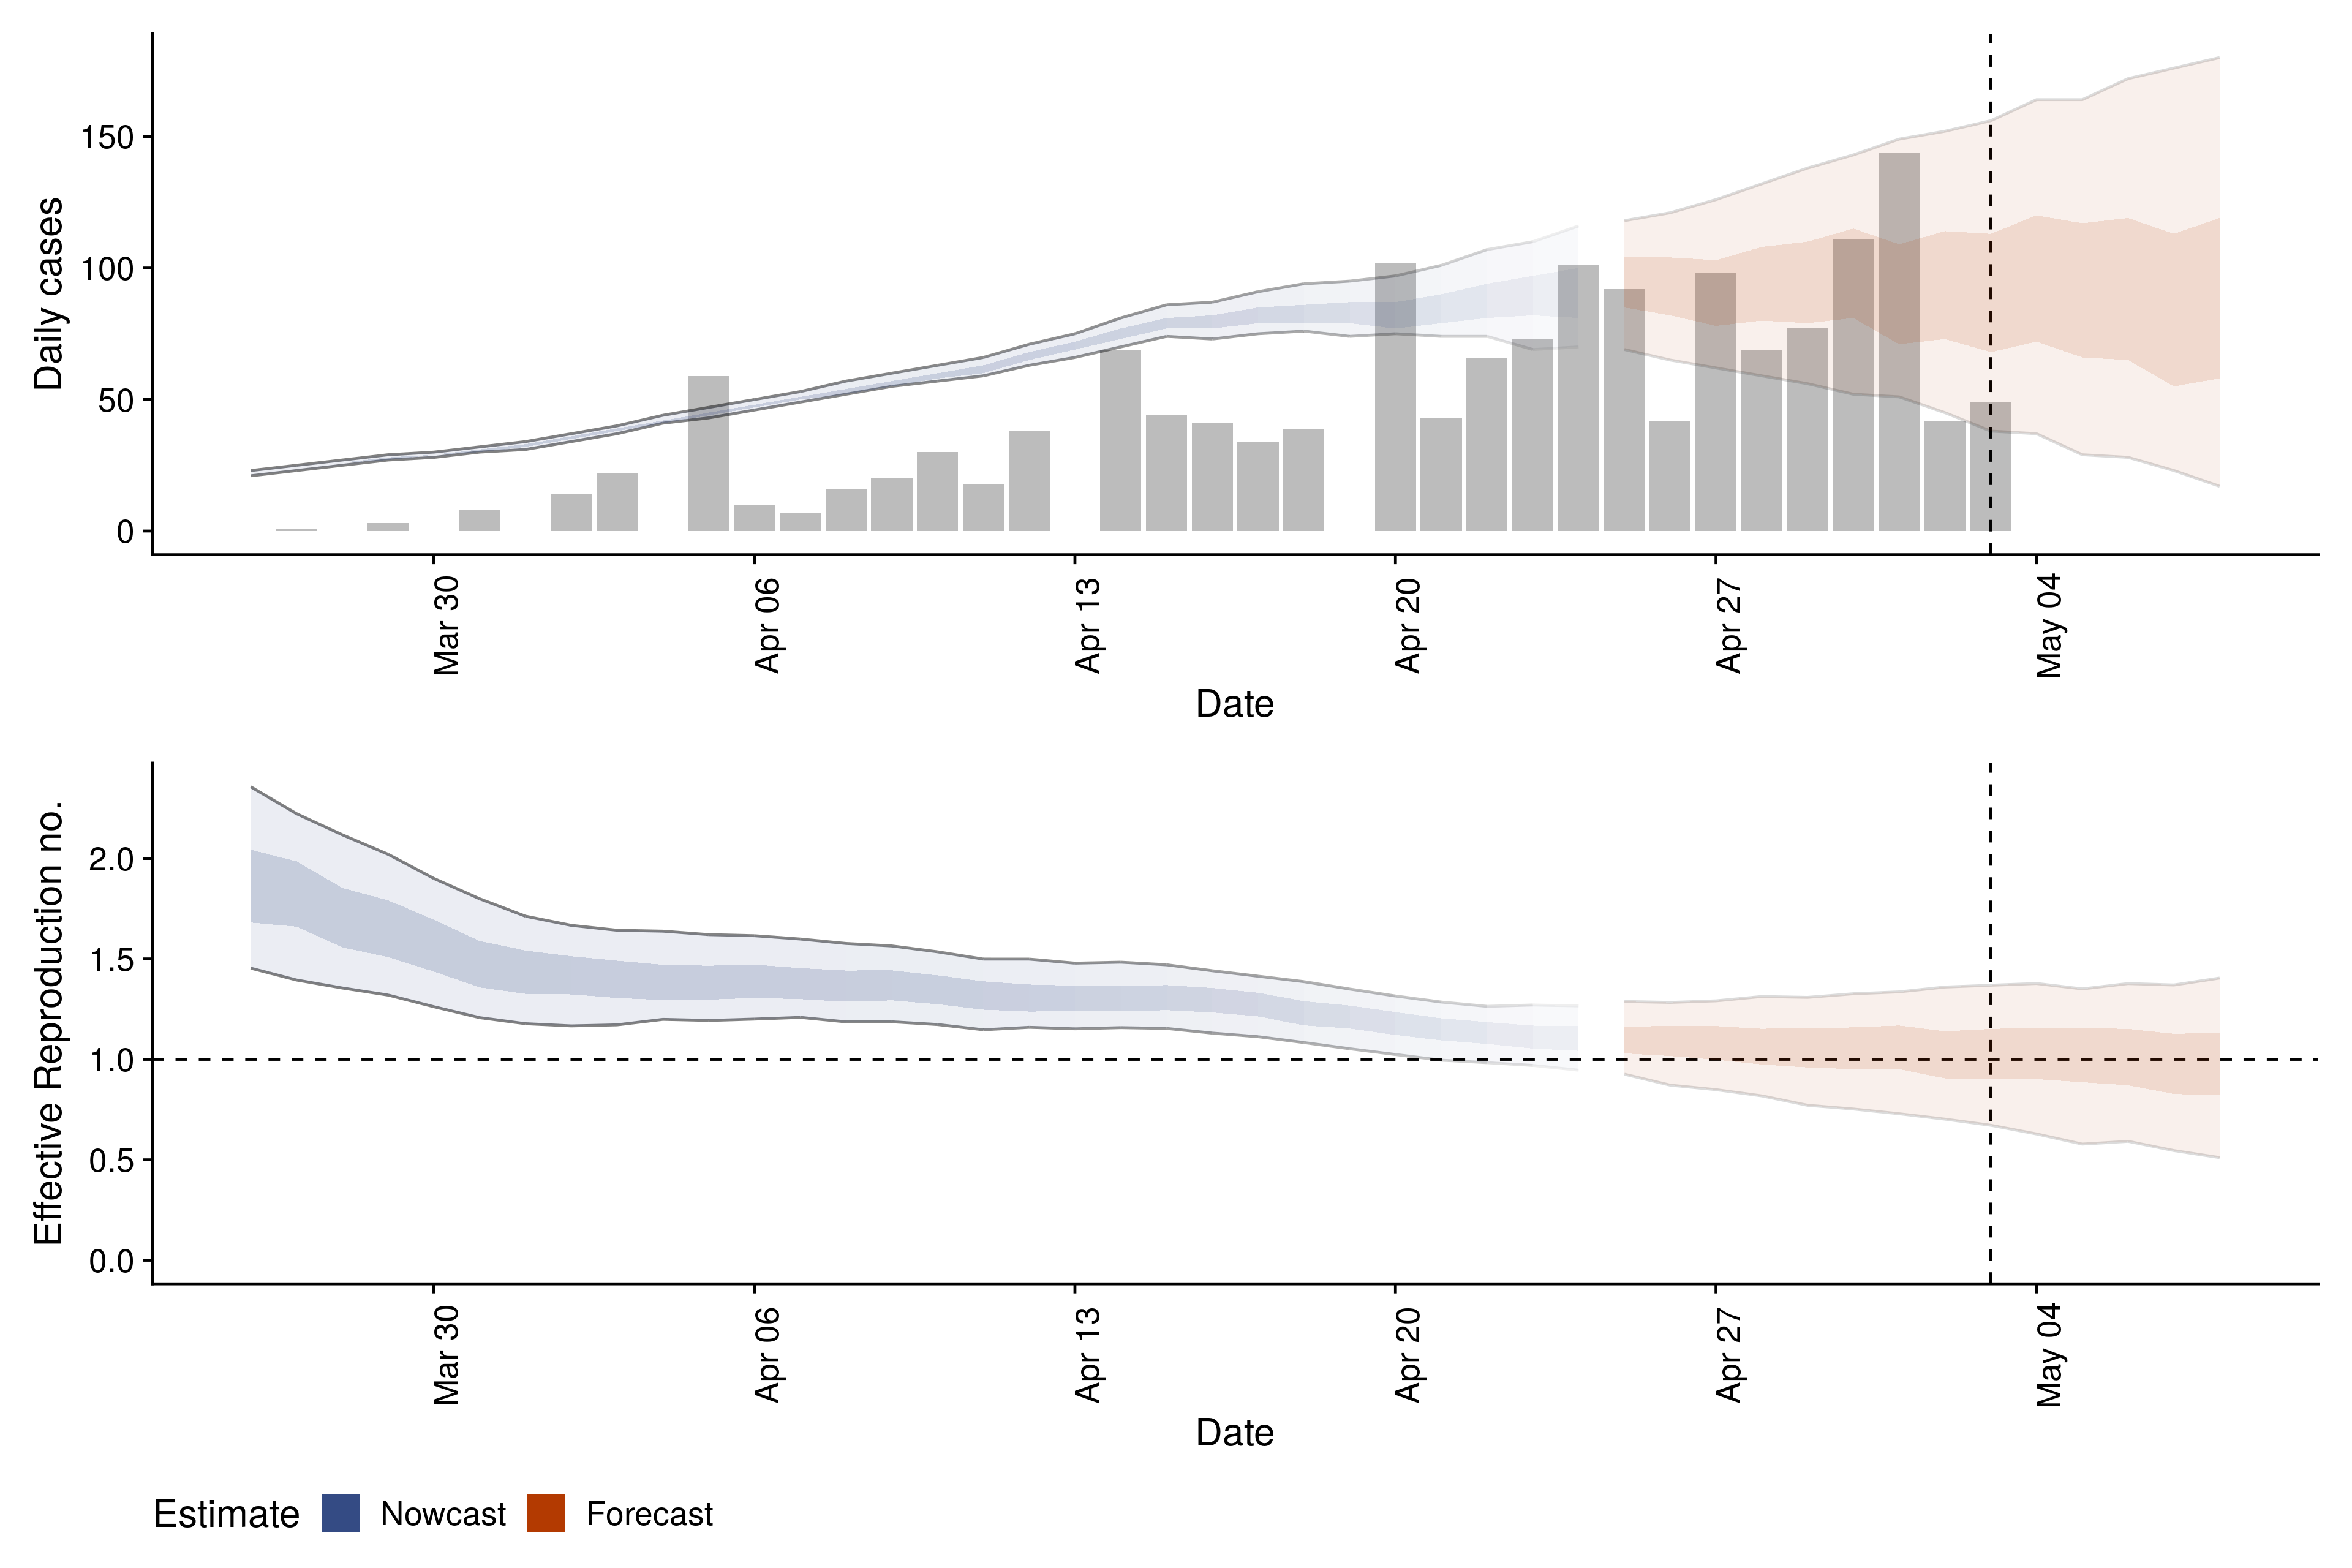 Daily cases
150
100
50
0
Mar 30
Apr 06
Apr 13
Apr 20
Apr 27
May 04
Date
Effective Reproduction no.
2.0
1.5
1.0
0.5
0.0
Mar 30
Apr 06
Apr 13
Apr 20
Apr 27
May 04
Date
Estimate Nowcast Forecast